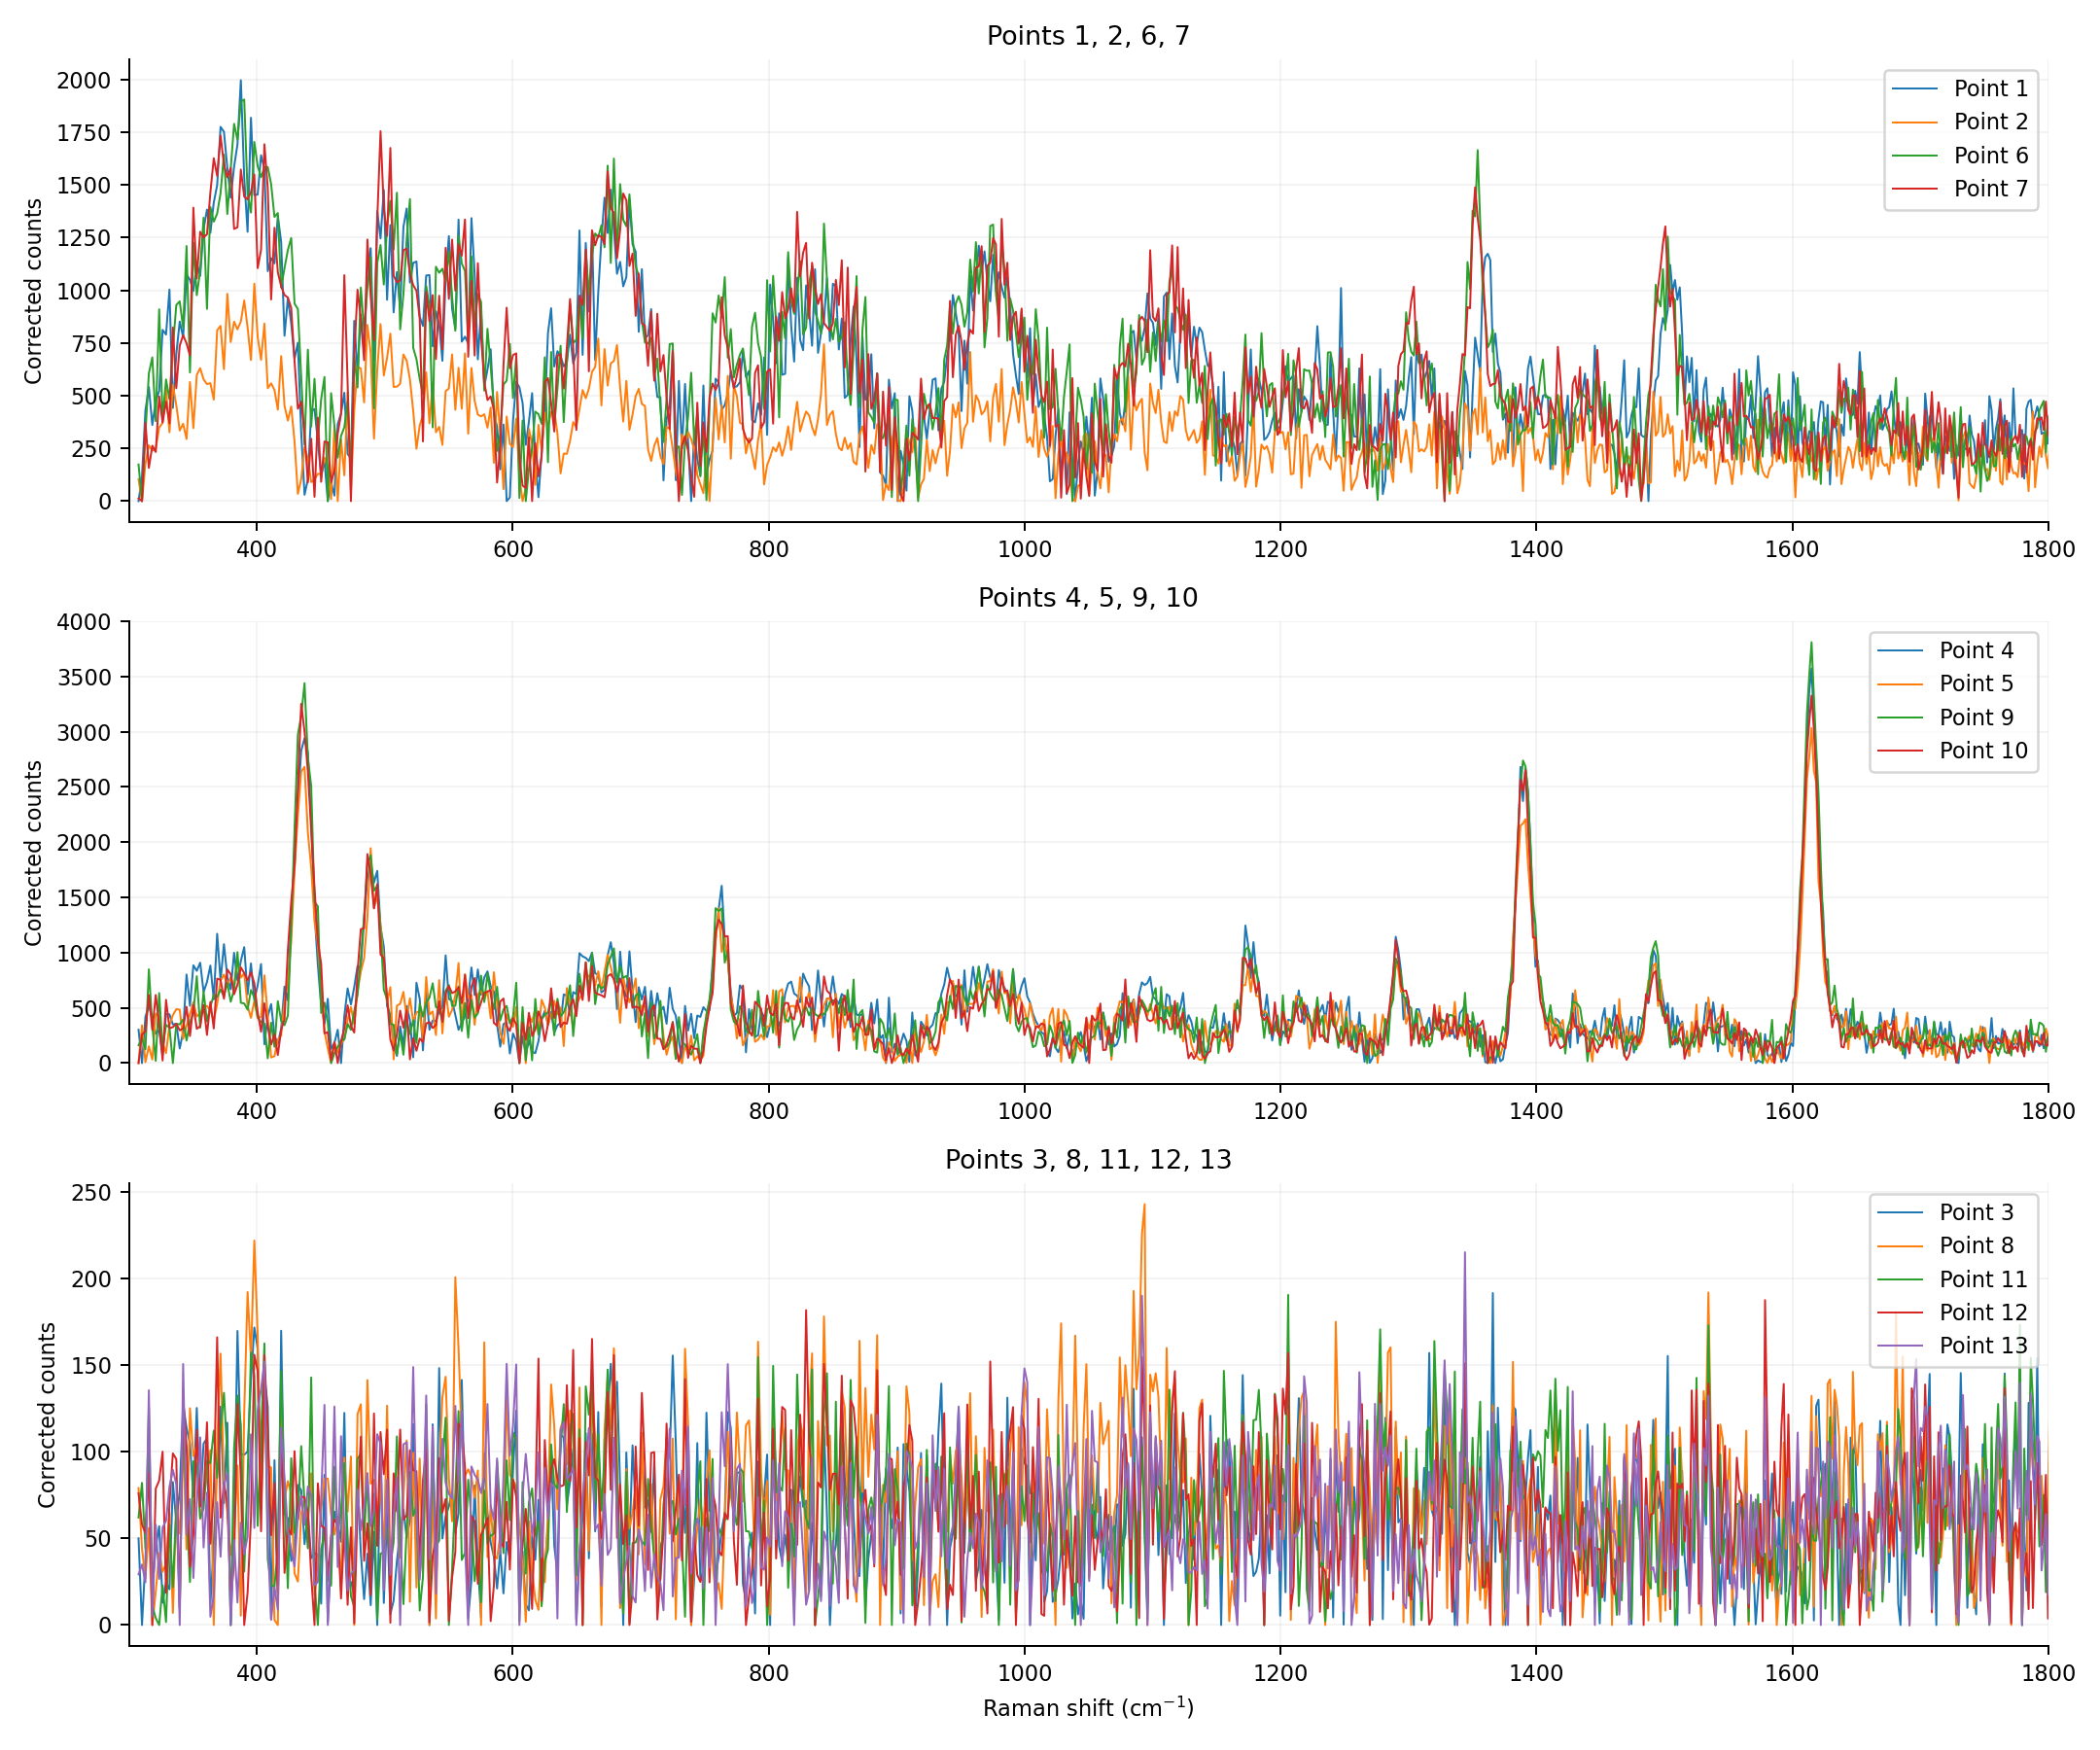 Points 1, 2, 6, 7
Corrected counts
2000
1750
1500
1250
1000
750
500
250
0
Point 1
Point 2
Point 6
Point 7
400 600 800 1000 1200 1400 1600 1800
Points 4, 5, 9, 10
Corrected counts
4000
3500
3000
2500
2000
1500
1000
500
0
Point 4
Point 5
Point 9
Point 10
400 600 800 1000 1200 1400 1600 1800
Points 3, 8, 11, 12, 13
Corrected counts
250
200
150
100
50
0
Point 3
Point 8
Point 11
Point 12
Point 13
400 600 800 1000 1200 1400 1600 1800
Raman shift (cm⁻¹)